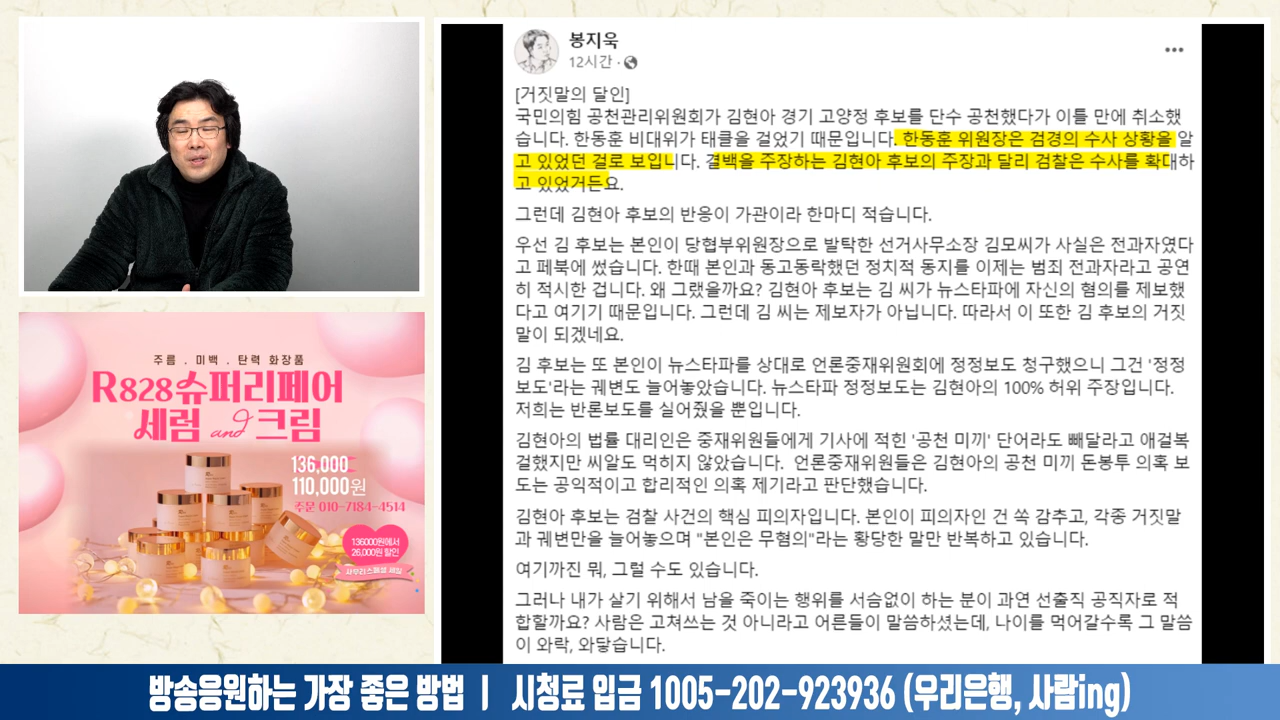 봉지욱
12시간 ·
[거짓말의 달인]
국민의힘 공천관리위원회가 김현아 경기 고양정 후보를 단수 공천했다가 이틀 만에 취소했
습니다. 한동훈 비대위가 태클을 걸었기 때문입니다. 한동훈 위원장은 검경의 수사 상황을 알
고 있었던 걸로 보입니다. 결백을 주장하는 김현아 후보의 주장과 달리 검찰은 수사를 확대하
고 있었거든요.
그런데 김현아 후보의 반응이 가관이라 한마디 적습니다.
우선 김 후보는 본인이 당협부위원장으로 발탁한 선거사무소장 김모씨가 사실은 전과자였다
고 페북에 썼습니다. 한때 본인과 동고동락했던 정치적 동지를 이제는 범죄 전과자라고 공연
히 적시한 겁니다. 왜 그랬을까요? 김현아 후보는 김 씨가 뉴스타파에 자신의 혐의를 제보했
다고 여기기 때문입니다. 그런데 김 씨는 제보자가 아닙니다. 따라서 이 또한 김 후보의 거짓
말이 되겠네요.
김 후보는 또 본인이 뉴스타파를 상대로 언론중재위원회에 정정보도 청구했으니 그건 '정정
보도'라는 궤변도 늘어놓았습니다. 뉴스타파 정정보도는 김현아의 100% 허위 주장입니다.
저희는 반론보도를 실어줬을 뿐입니다.
김현아의 법률 대리인은 중재위원들에게 기사에 적힌 '공천 미끼' 단어라도 빼달라고 애걸복
걸했지만 씨알도 먹히지 않았습니다. 언론중재위원들은 김현아의 공천 미끼 돈봉투 의혹 보
도는 공익적이고 합리적인 의혹 제기라고 판단했습니다.
김현아 후보는 검찰 사건의 핵심 피의자입니다. 본인이 피의자인 건 쏙 감추고, 각종 거짓말
과 궤변만을 늘어놓으며 "본인은 무혐의"라는 황당한 말만 반복하고 있습니다.
여기까진 뭐, 그럴 수도 있습니다.
그러나 내가 살기 위해서 남을 죽이는 행위를 서슴없이 하는 분이 과연 선출직 공직자로 적
합할까요? 사람은 고쳐쓰는 것 아니라고 어른들이 말씀하셨는데, 나이를 먹어갈수록 그 말씀
이 와락, 와닿습니다.
주름 . 미백 . 탄력 화장품
R828슈퍼리페어
세럼 and 크림
136,000
110,000원
주문 010-7184-4514
136000원에서
26,000원 할인
사무리스페셜 세일
방송응원하는 가장 좋은 방법 ㅣ 시청료 입금 1005-202-923936 (우리은행, 사람ing)